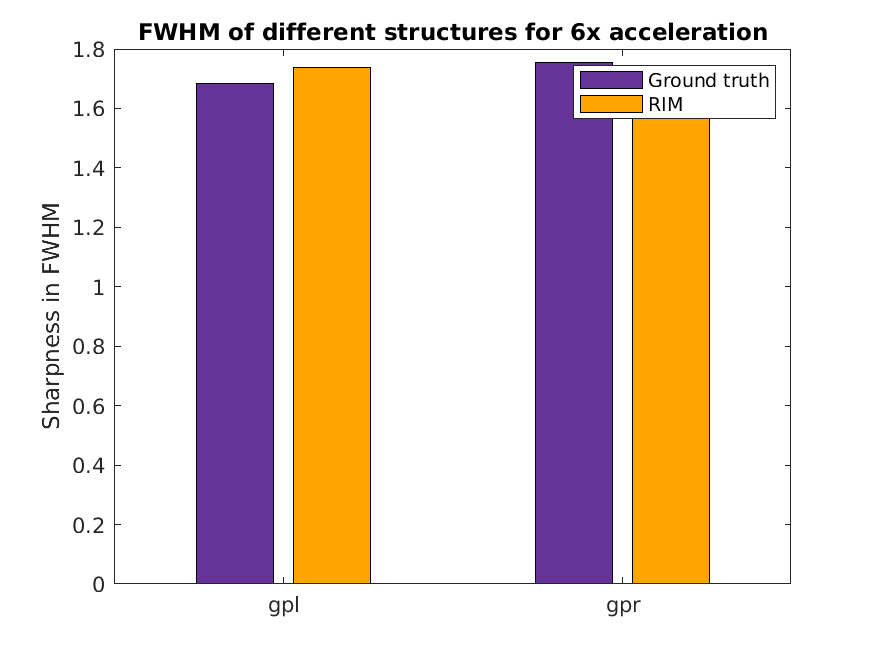 FWHM of different structures for 6x acceleration
Sharpness in FWHM
1.8
1.6
1.4
1.2
1
0.8
0.6
0.4
0.2
0
gpl
gpr
Ground truth
RIM